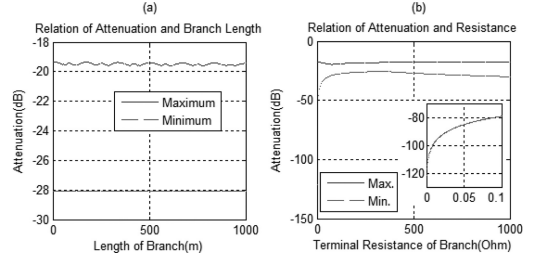 (a)
Relation of Attenuation and Branch Length
-18
-20
-22
-24
-26
-28
-30
Attenuation(dB)
Maximum
Minimum
0
500
1000
Length of Branch(m)
(b)
Relation of Attenuation and Resistance
0
-50
-100
-150
Attenuation(dB)
-80
-100
-120
0
0.05
0.1
Max.
Min.
0
500
1000
Terminal Resistance of Branch(Ohm)